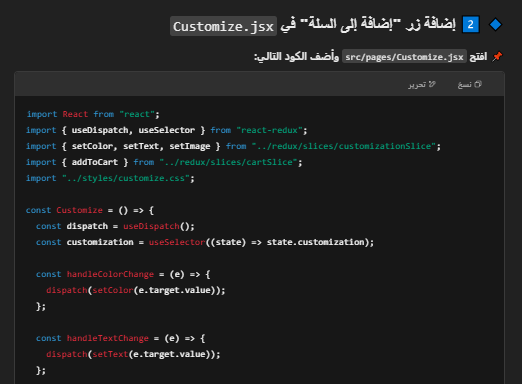 🔷 2️⃣ إضافة زر "إضافة إلى السلة" في Customize.jsx
📌 افتح src/pages/Customize.jsx وأضف الكود التالي:
نسخ تحرير
import React from "react";
import { useDispatch, useSelector } from "react-redux";
import { setColor, setText, setImage } from "../redux/slices/customizationSlice";
import { addToCart } from "../redux/slices/cartSlice";
import "../styles/customize.css";
const Customize = () => {
const dispatch = useDispatch();
const customization = useSelector((state) => state.customization);
const handleColorChange = (e) => {
dispatch(setColor(e.target.value));
};
const handleTextChange = (e) => {
dispatch(setText(e.target.value));
};